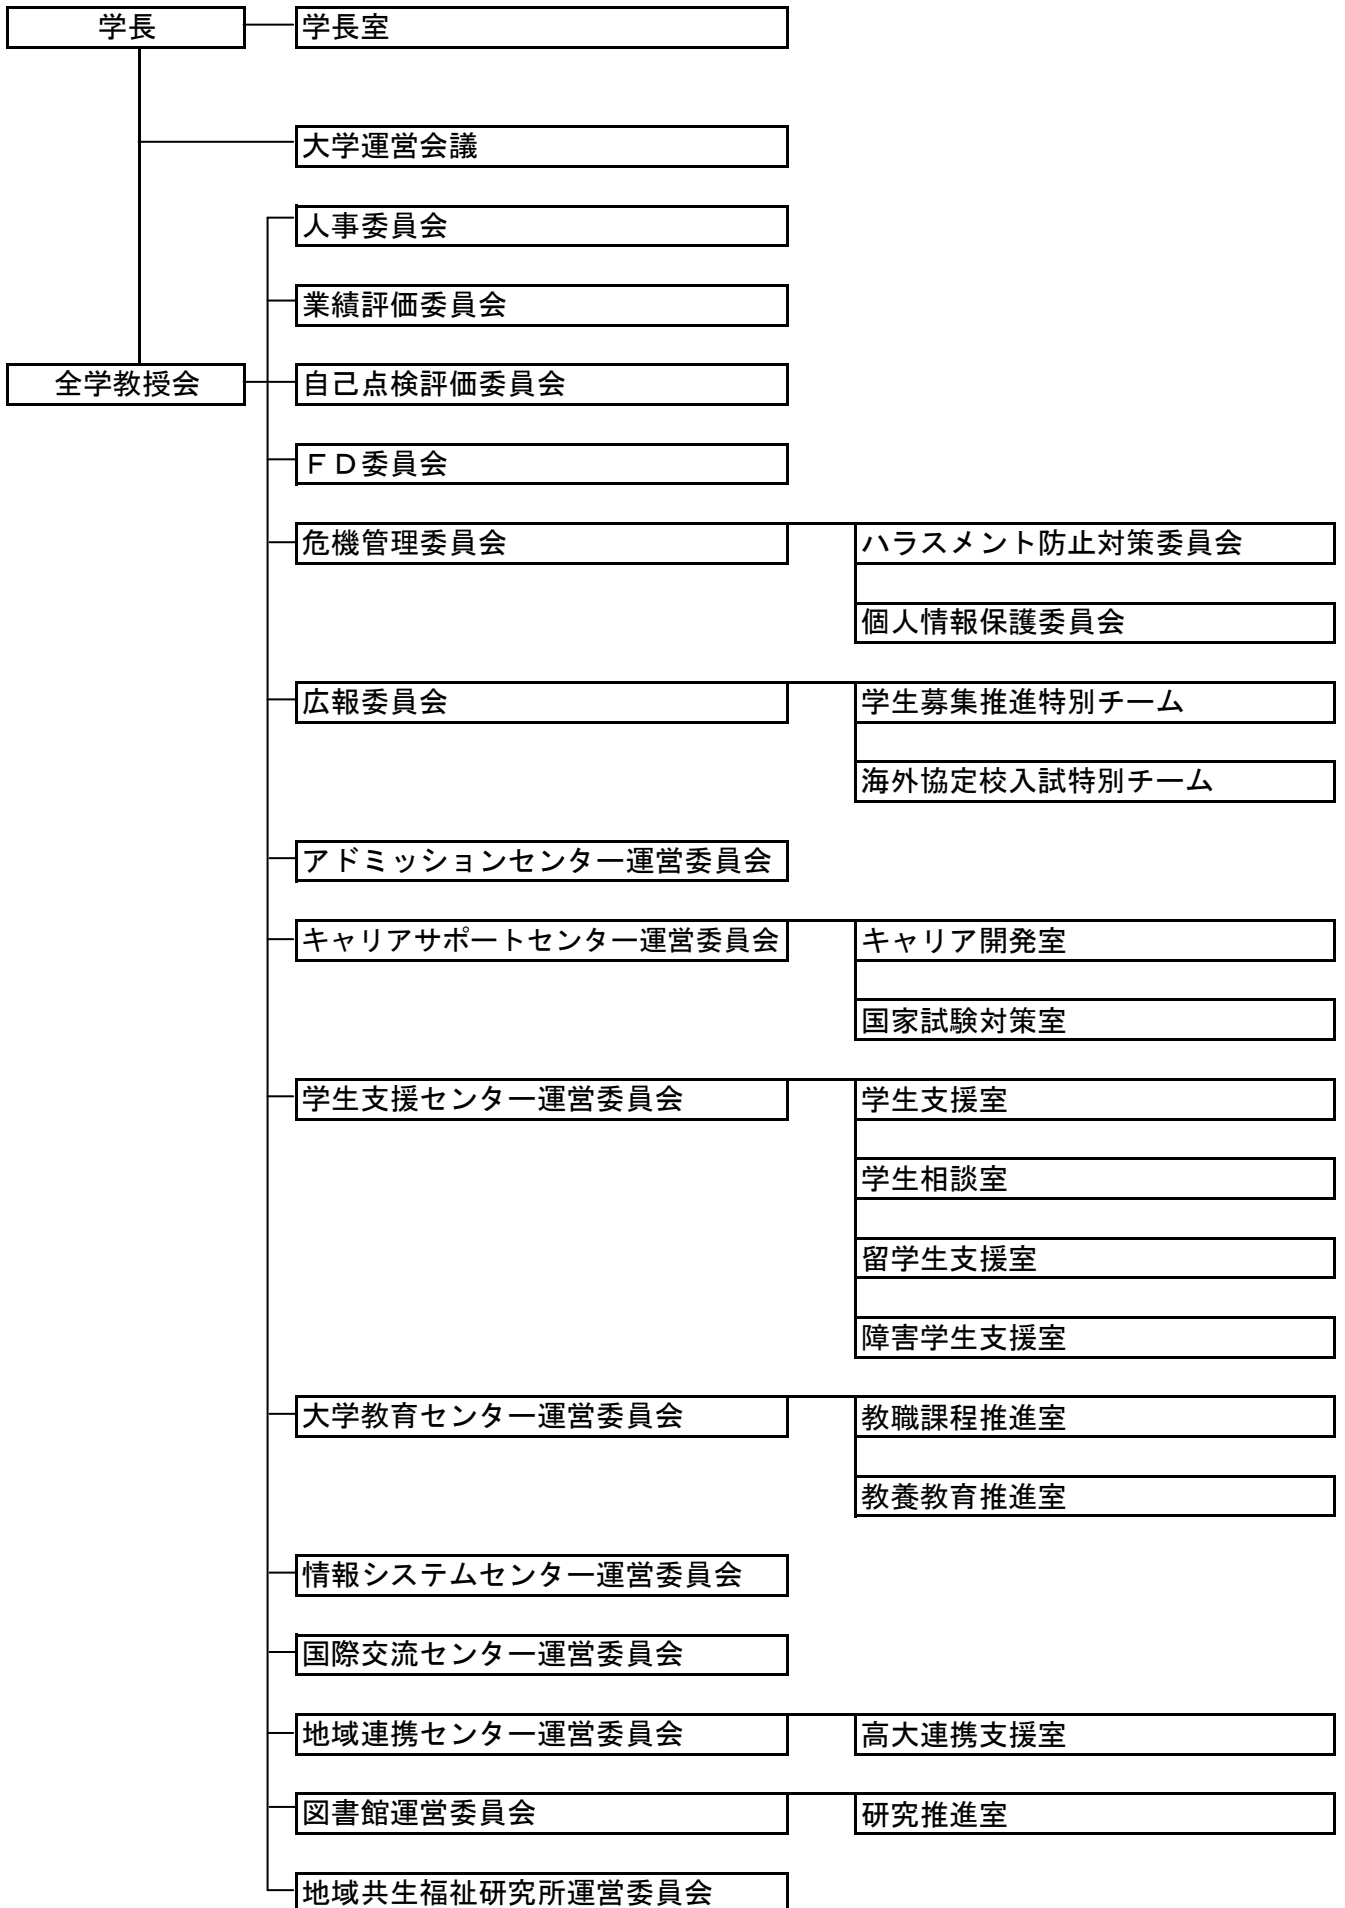 学長
学長室
大学運営会議
人事委員会
業績評価委員会
全学教授会
自己点検評価委員会
ＦＤ委員会
危機管理委員会
ハラスメント防止対策委員会
個人情報保護委員会
広報委員会
学生募集推進特別チーム
海外協定校入試特別チーム
アドミッションセンター運営委員会
キャリアサポートセンター運営委員会
キャリア開発室
国家試験対策室
学生支援センター運営委員会
学生支援室
学生相談室
留学生支援室
障害学生支援室
大学教育センター運営委員会
教職課程推進室
教養教育推進室
情報システムセンター運営委員会
国際交流センター運営委員会
地域連携センター運営委員会
高大連携支援室
図書館運営委員会
研究推進室
地域共生福祉研究所運営委員会